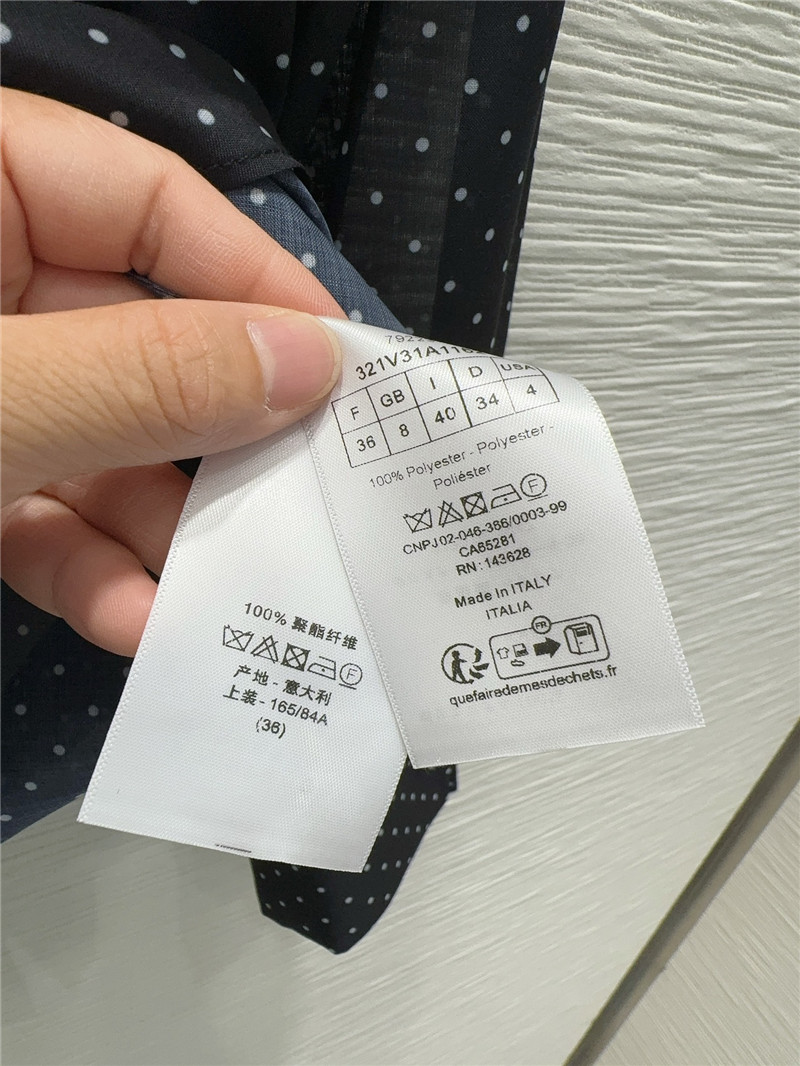 321V31A11
F GB I D USA
36 8 40 34 4
100% Polyester - Polyester -
Poliéster
F
CNPJ 02-046-366/0003-99
CA65281
RN: 143628
Made in ITALY
ITALIA
FR
quefairedemesdechets.fr
100% 聚酯纤维
F
产地 - 意大利
上装 - 165/84A
(36)